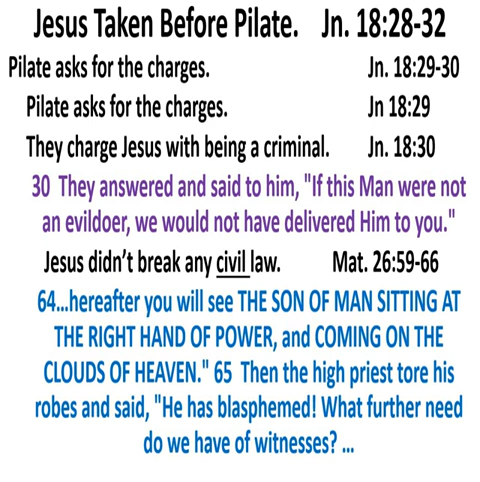 Jesus Taken Before Pilate. Jn. 18:28-32
Pilate asks for the charges. Jn. 18:29-30
Pilate asks for the charges. Jn 18:29
They charge Jesus with being a criminal. Jn. 18:30
30 They answered and said to him, "If this Man were not
an evildoer, we would not have delivered Him to you."
Jesus didn’t break any civil law. Mat. 26:59-66
64...hereafter you will see THE SON OF MAN SITTING AT
THE RIGHT HAND OF POWER, and COMING ON THE
CLOUDS OF HEAVEN." 65 Then the high priest tore his
robes and said, "He has blasphemed! What further need
do we have of witnesses? ...